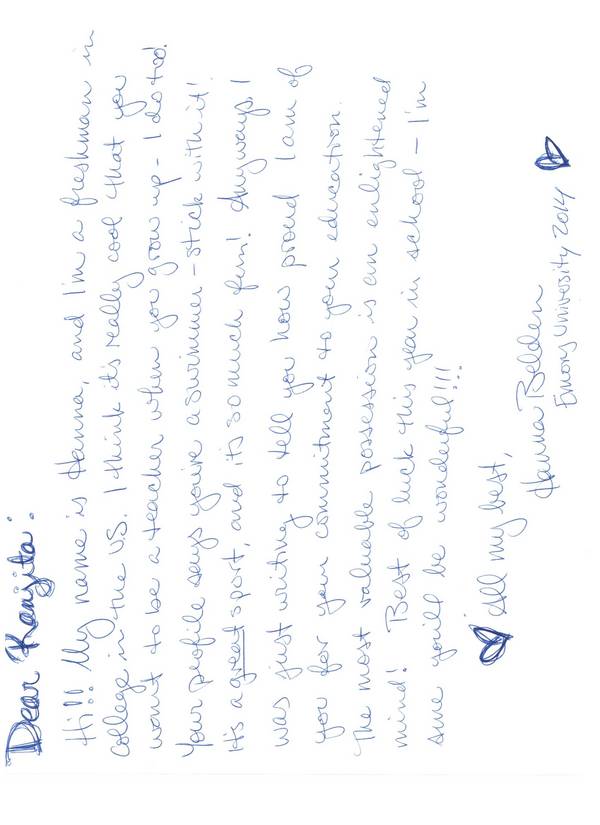 Dear Ranjita:
Hi!! My name is Hanna, and I'm a freshman in
college in the US. I think it's really cool that you
want to be a teacher when you grow up - I do too!
Your profile says you're a swimmer - stick with it!
It's a great sport, and it's so much fun! Anyways, I
was just writing to tell you how proud I am of
you for your commitment to your education.
The most valuable possession is an enlightened
mind! Best of luck this year in school - I'm
sure you'll be wonderful!!!
All my best,
Hanna Belden
Emory University 2014